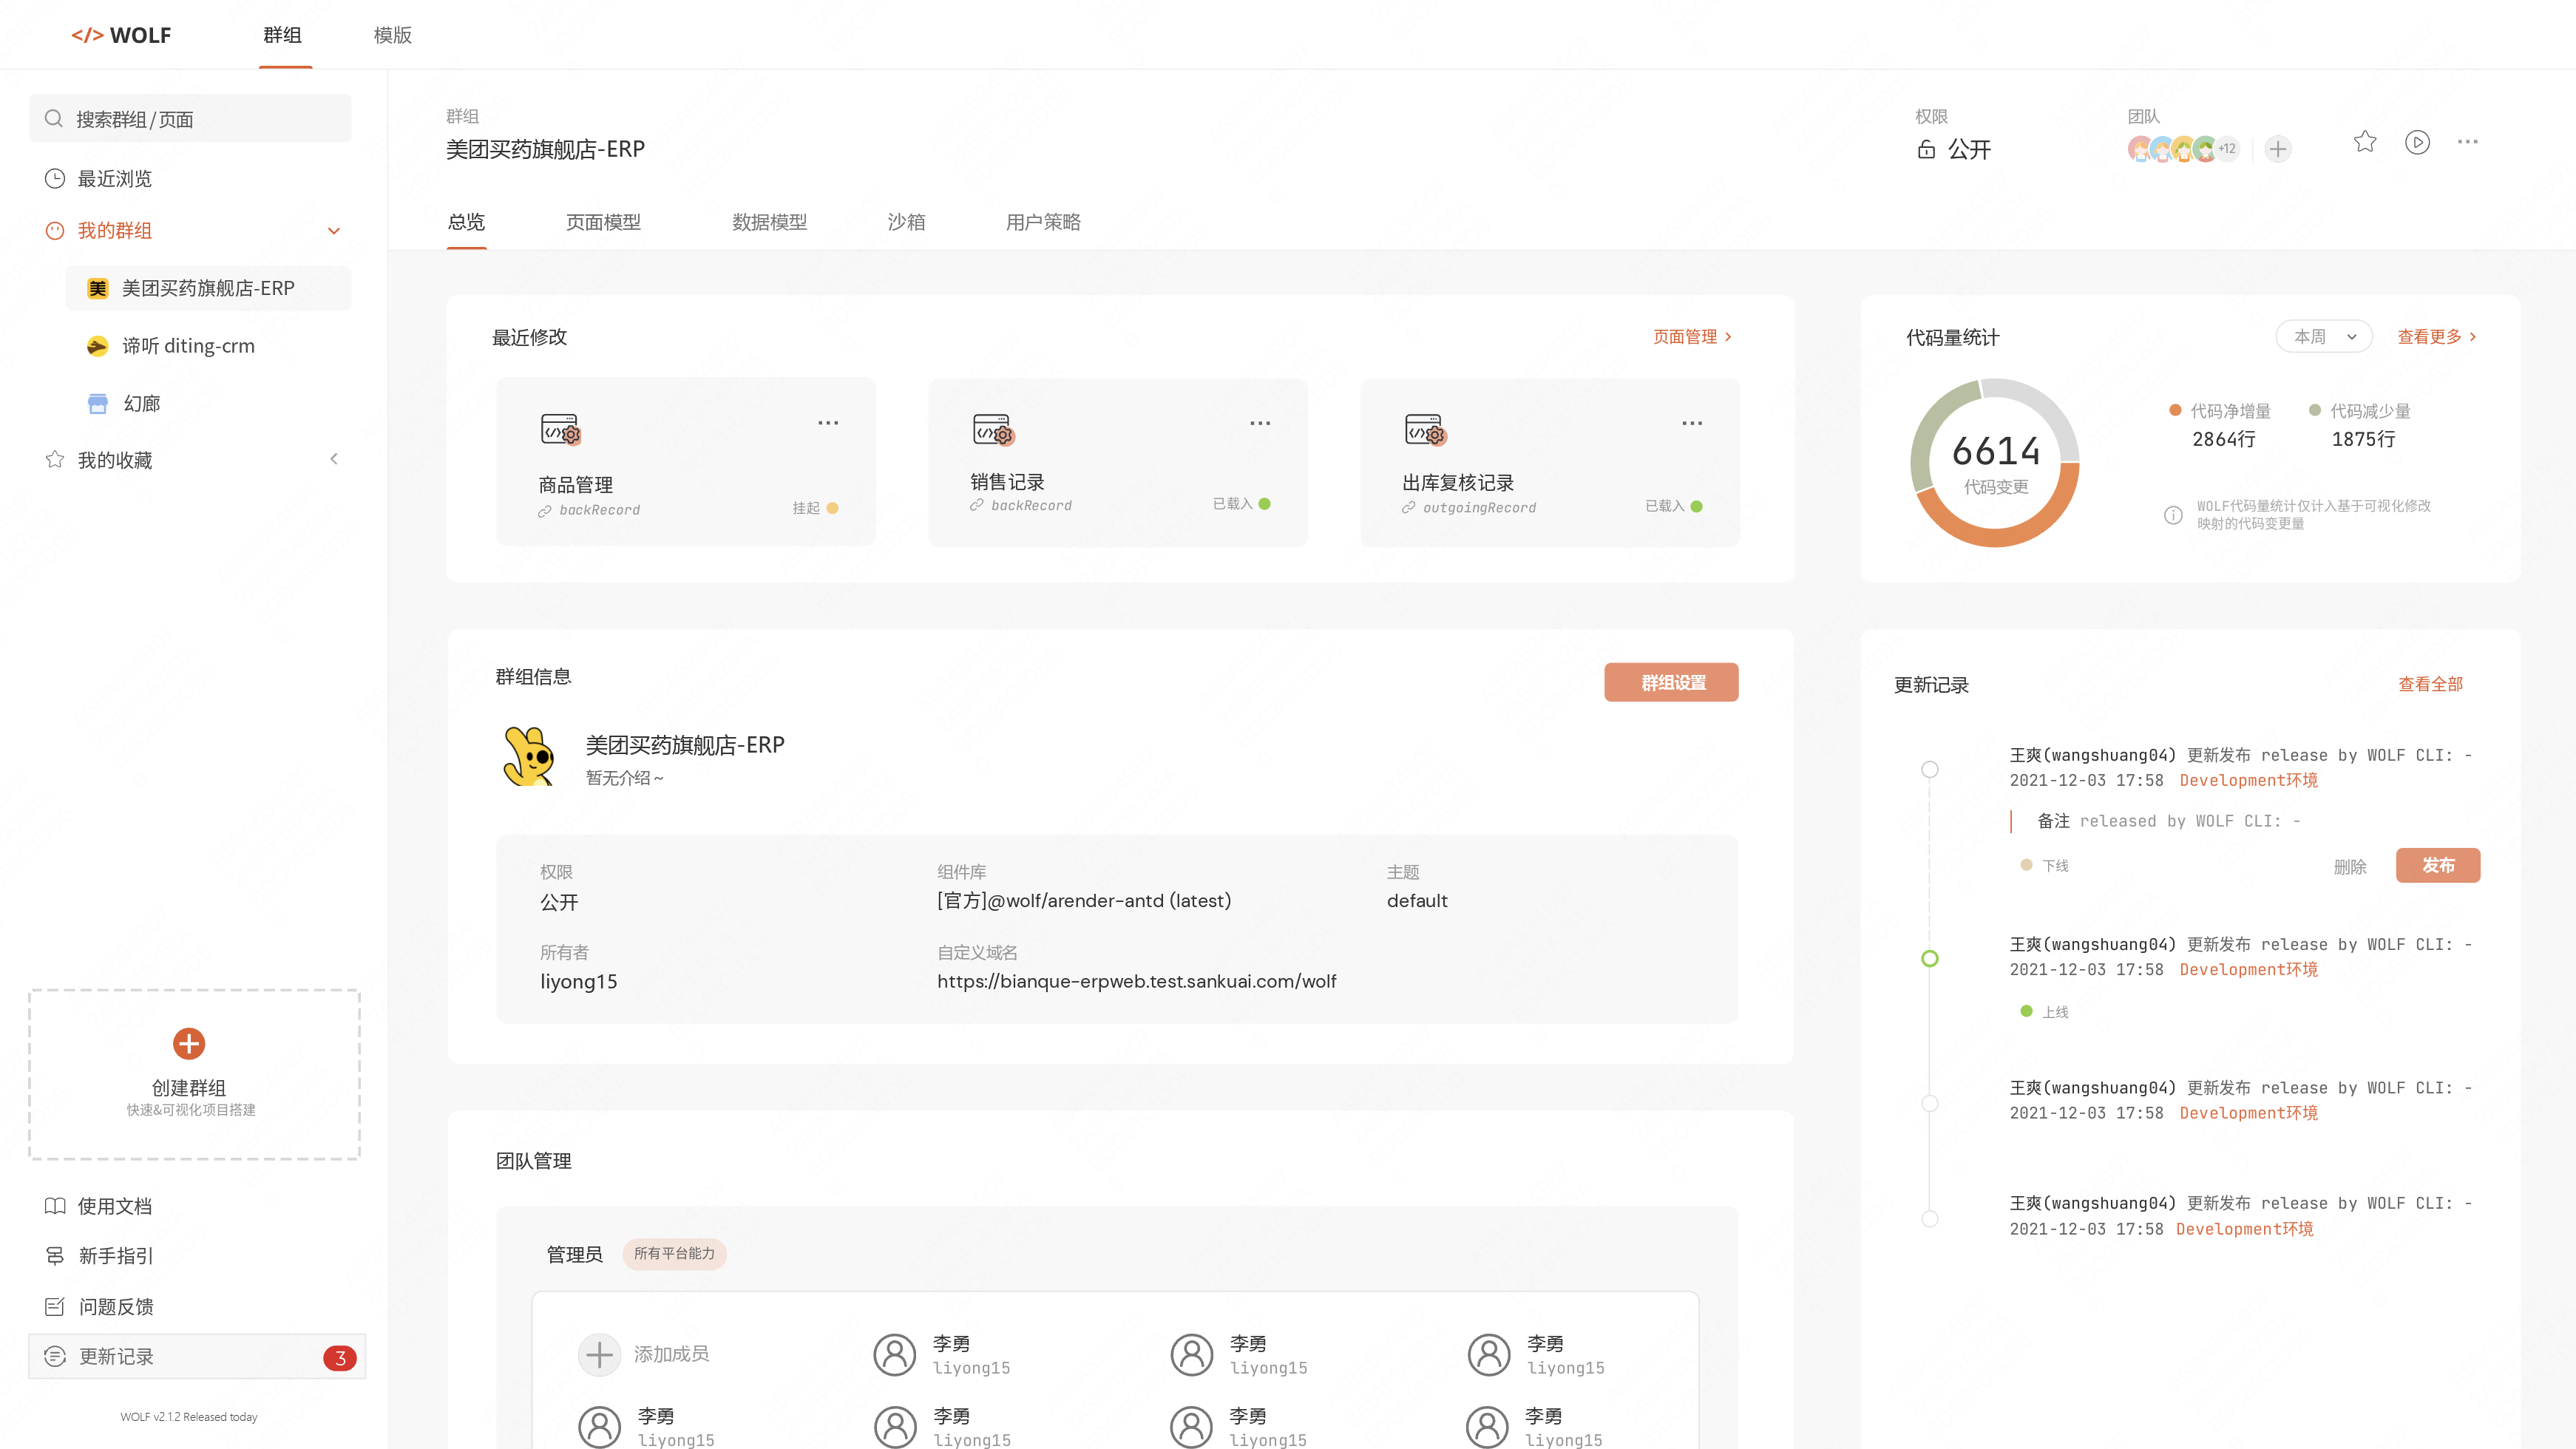 </> WOLF
群组
模版
搜索群组/页面
最近浏览
我的群组
美 美团买药旗舰店-ERP
谛听 diting-crm
幻廊
我的收藏
创建群组
快速&可视化项目搭建
使用文档
新手指引
问题反馈
更新记录 3
WOLF v2.1.2 Released today
群组
美团买药旗舰店-ERP
权限
公开
团队
+12
总览
页面模型
数据模型
沙箱
用户策略
最近修改
页面管理
商品管理
backRecord
挂起
销售记录
backRecord
已载入
出库复核记录
outgoingRecord
已载入
代码量统计
本周
查看更多
6614
代码变更
代码净增量
2864行
代码减少量
1875行
WOLF代码量统计仅计入基于可视化修改
映射的代码变更量
群组信息
群组设置
美团买药旗舰店-ERP
暂无介绍~
权限
公开
组件库
[官方]@wolf/arender-antd (latest)
主题
default
所有者
liyong15
自定义域名
https://bianque-erpweb.test.sankuai.com/wolf
团队管理
管理员
所有平台能力
添加成员
李勇
liyong15
李勇
liyong15
李勇
liyong15
李勇
liyong15
李勇
liyong15
李勇
liyong15
李勇
liyong15
更新记录
查看全部
王爽(wangshuang04) 更新发布 release by WOLF CLI: -
2021-12-03 17:58 Development环境
备注 released by WOLF CLI: -
下线
删除
发布
王爽(wangshuang04) 更新发布 release by WOLF CLI: -
2021-12-03 17:58 Development环境
上线
王爽(wangshuang04) 更新发布 release by WOLF CLI: -
2021-12-03 17:58 Development环境
王爽(wangshuang04) 更新发布 release by WOLF CLI: -
2021-12-03 17:58 Development环境